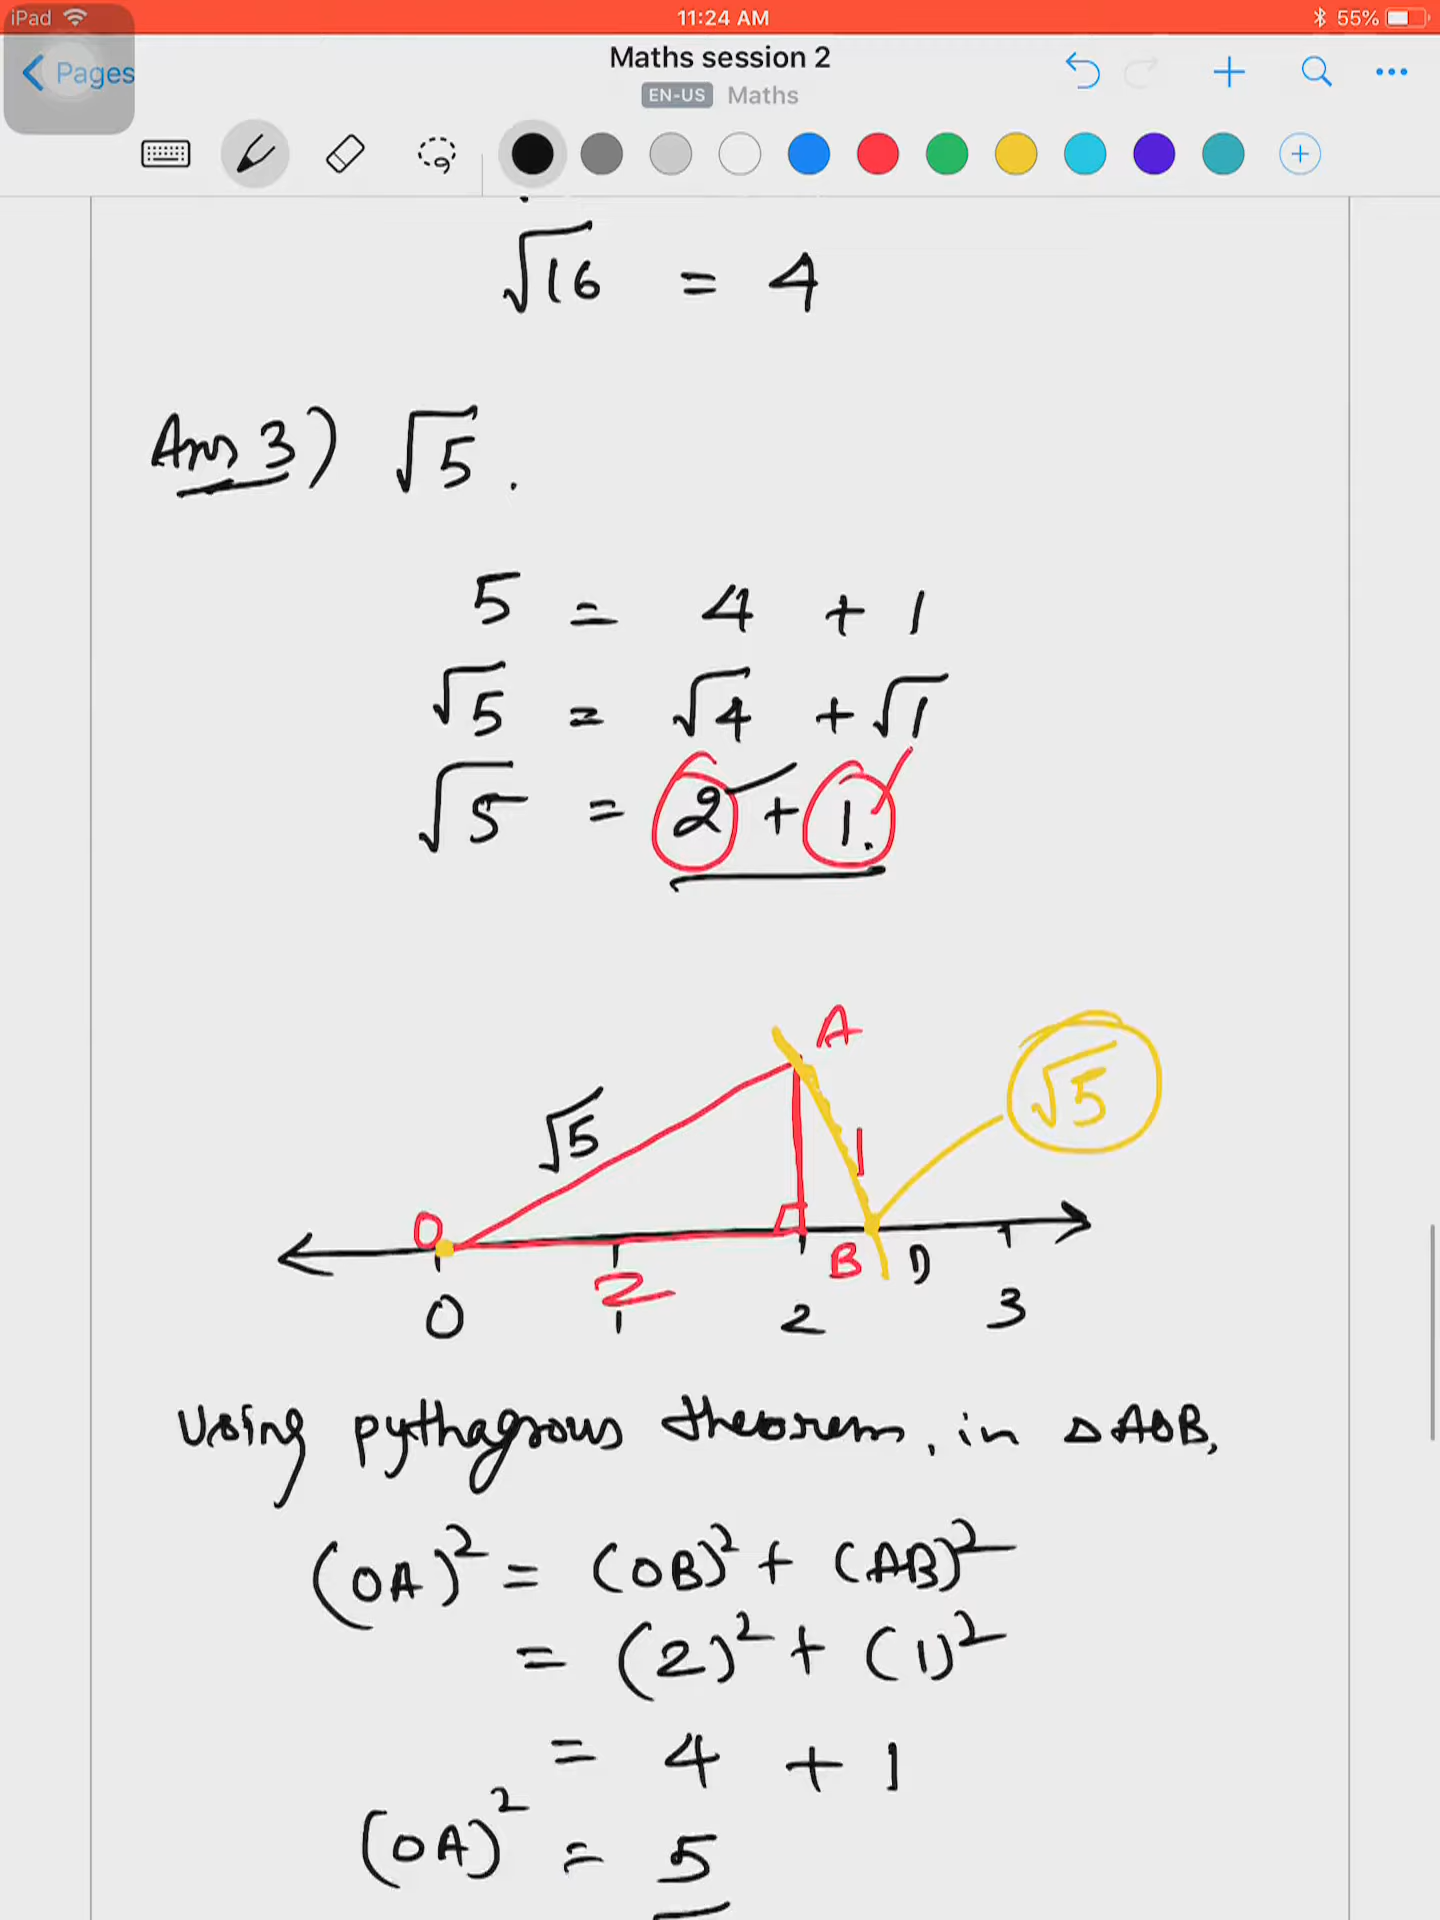 iPad 11:24 AM 55%
Pages Maths session 2
EN-US Maths
√16 = 4
Ans 3) √5.
5 = 4 + 1
√5 = √4 + √1
√5 = 2 + 1.
A
√5
√5
1
O
B D
2
0 1 2 3
Using pythagrous theorem, in △AOB,
(OA)² = (OB)² + (AB)²
= (2)² + (1)²
= 4 + 1
(OA)² = 5